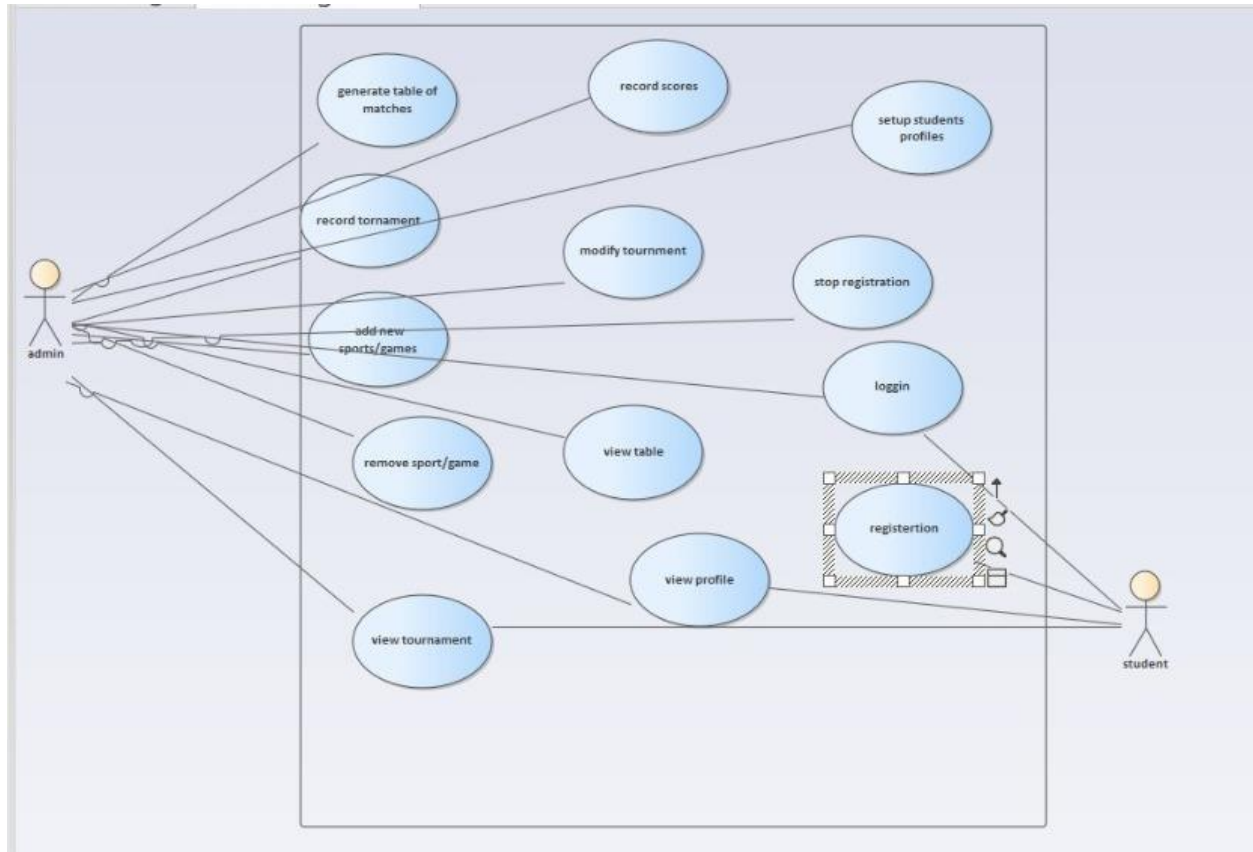 generate table of
matches
record scores
setup students
profiles
record tornament
modify tournment
stop registration
add new
sports/games
admin
loggin
remove sport/game
view table
registertion
view profile
view tournament
student